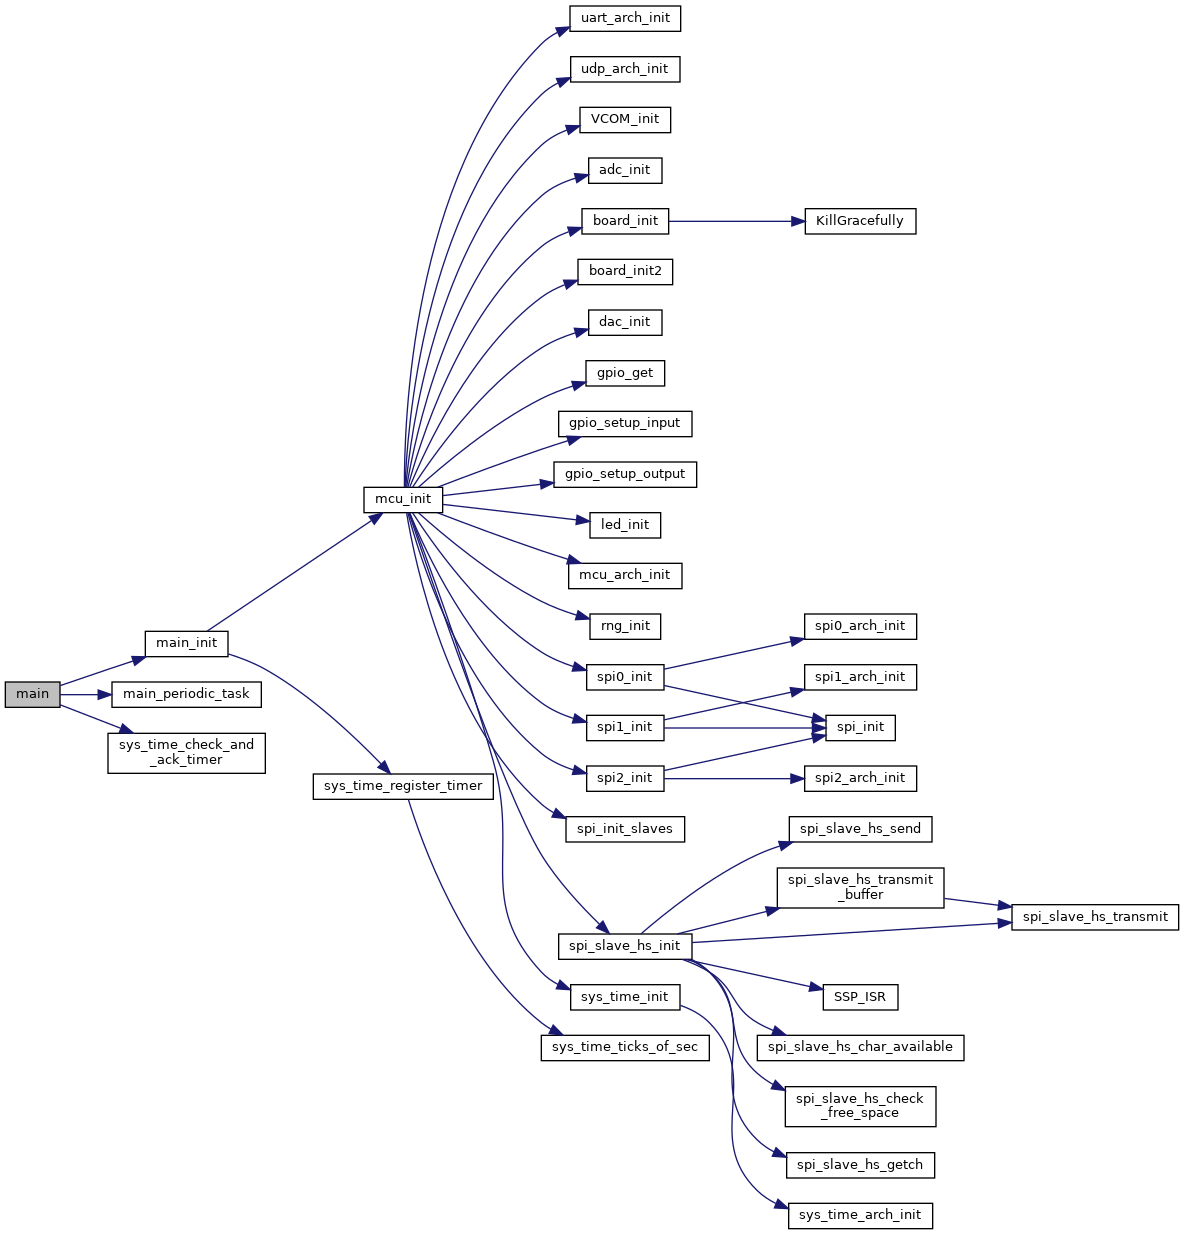 main
main_init
main_periodic_task
sys_time_check_and
_ack_timer
mcu_init
sys_time_register_timer
uart_arch_init
udp_arch_init
VCOM_init
adc_init
board_init
board_init2
dac_init
gpio_get
gpio_setup_input
gpio_setup_output
led_init
mcu_arch_init
rng_init
spi0_init
spi1_init
spi2_init
spi_init_slaves
spi_slave_hs_init
sys_time_init
sys_time_ticks_of_sec
KillGracefully
spi0_arch_init
spi1_arch_init
spi_init
spi2_arch_init
spi_slave_hs_send
spi_slave_hs_transmit
_buffer
spi_slave_hs_transmit
SSP_ISR
spi_slave_hs_char_available
spi_slave_hs_check
_free_space
spi_slave_hs_getch
sys_time_arch_init